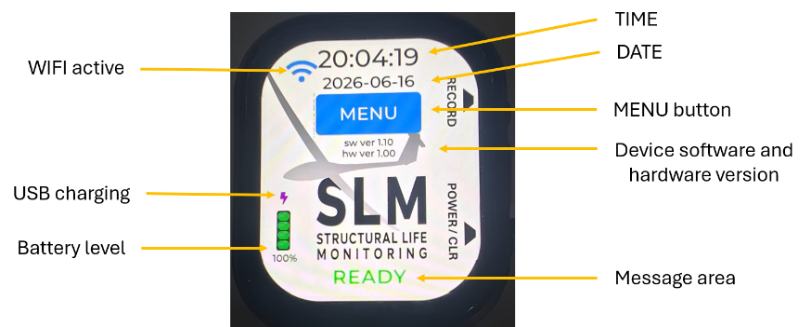 WIFI active
USB charging
Battery level
20:04:19
2026-06-16
MENU
sw ver 1.10
hw ver 1.00
SLM
STRUCTURAL LIFE
MONITORING
READY
100%
RECORD
POWER / CLR
TIME
DATE
MENU button
Device software and
hardware version
Message area